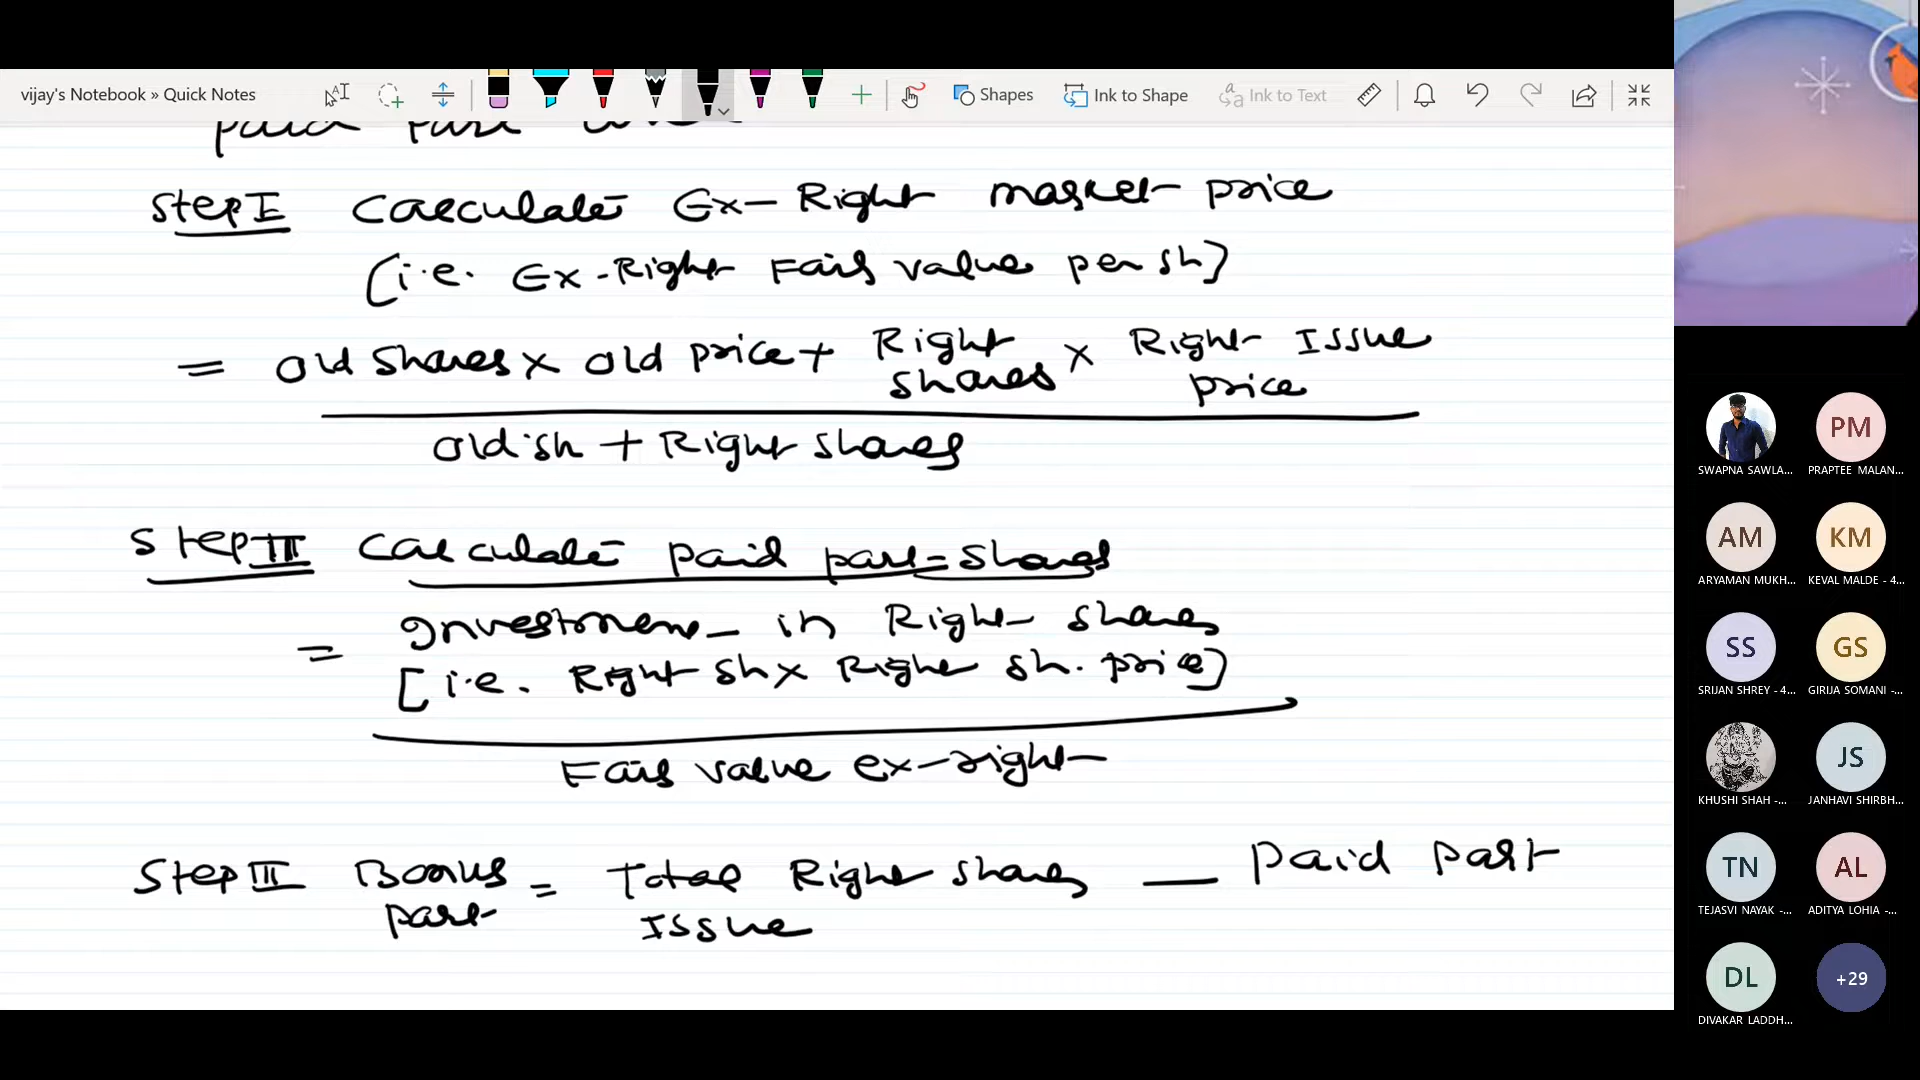 vijay's Notebook » Quick Notes
Shapes
Ink to Shape
Ink to Text
paid part
Step I Calculate Ex-Right market price
[i.e. Ex-Right Fair value per sh]
= old shares x old price + Right shares x Right Issue price
old sh + Right shares
Step II Calculate paid part shares
= Investment in Right shares
[i.e. Right sh x Right sh. price]
Fair value ex-right
Step III Bonus part = Total Right shares Issue — paid part
SWAPNA SAWLA...
PM
PRAPTEE MALAN...
AM
ARYAMAN MUKH...
KM
KEVAL MALDE - 4...
SS
SRIJAN SHREY - 4...
GS
GIRIJA SOMANI -...
KHUSHI SHAH -...
JS
JANHAVI SHIRBH...
TN
TEJASVI NAYAK -...
AL
ADITYA LOHIA -...
DL
DIVAKAR LADDH...
+29